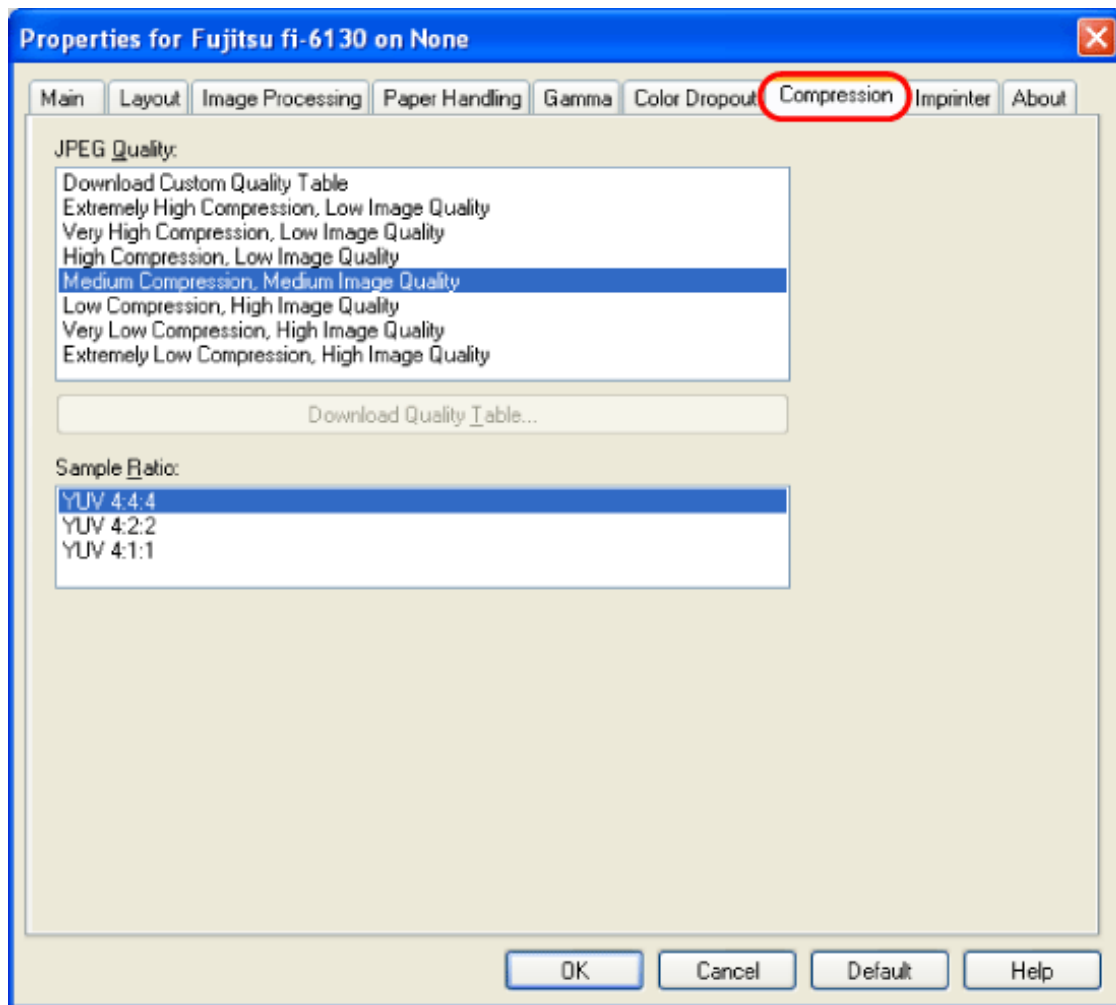 Properties for Fujitsu fi-6130 on None
Main Layout Image Processing Paper Handling Gamma Color Dropout Compression Imprinter About
JPEG Quality:
Download Custom Quality Table
Extremely High Compression, Low Image Quality
Very High Compression, Low Image Quality
High Compression, Low Image Quality
Medium Compression, Medium Image Quality
Low Compression, High Image Quality
Very Low Compression, High Image Quality
Extremely Low Compression, High Image Quality
Download Quality Table...
Sample Ratio:
YUV 4:4:4
YUV 4:2:2
YUV 4:1:1
OK Cancel Default Help